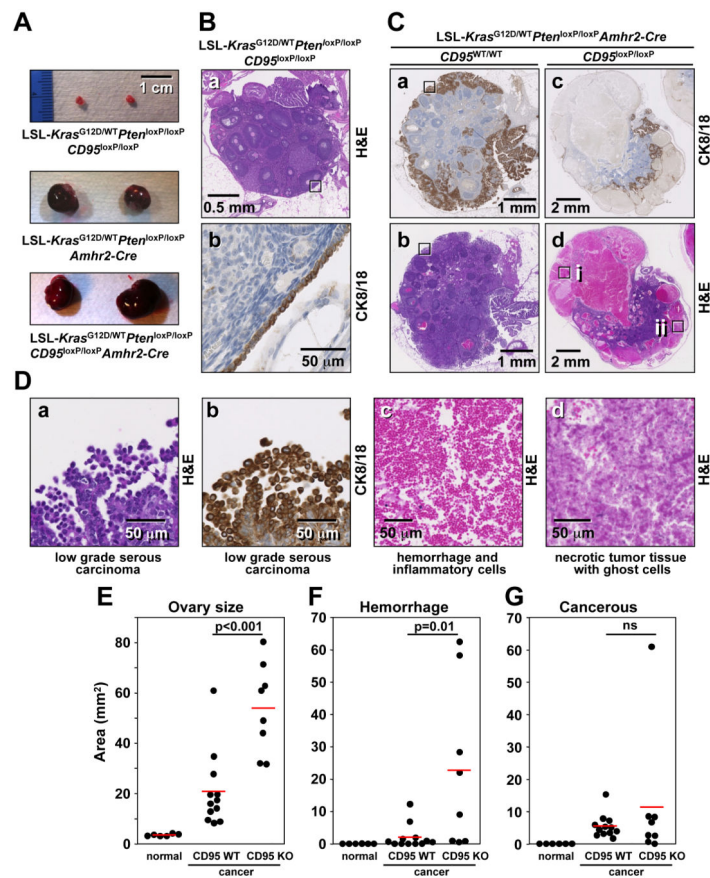 A
1 cm
LSL-KrasG12D/WTPtenloxP/loxP
CD95loxP/loxP
LSL-KrasG12D/WTPtenloxP/loxP
Amhr2-Cre
LSL-KrasG12D/WTPtenloxP/loxP
CD95loxP/loxPAmhr2-Cre
B
LSL-KrasG12D/WTPtenloxP/loxP
CD95loxP/loxP
a
0.5 mm
H&E
b
50 µm
CK8/18
C
LSL-KrasG12D/WTPtenloxP/loxPAmhr2-Cre
CD95WT/WT
CD95loxP/loxP
a
1 mm
c
2 mm
CK8/18
b
1 mm
d
i
ii
2 mm
H&E
D
a
50 µm
H&E
low grade serous
carcinoma
b
50 µm
CK8/18
low grade serous
carcinoma
c
50 µm
H&E
hemorrhage and
inflammatory cells
d
50 µm
H&E
necrotic tumor tissue
with ghost cells
E
Ovary size
p<0.001
Area (mm2)
80
60
40
20
0
normal
CD95 WT
CD95 KO
cancer
F
Hemorrhage
p=0.01
70
60
50
40
30
20
10
0
normal
CD95 WT
CD95 KO
cancer
G
Cancerous
ns
70
60
50
40
30
20
10
0
normal
CD95 WT
CD95 KO
cancer